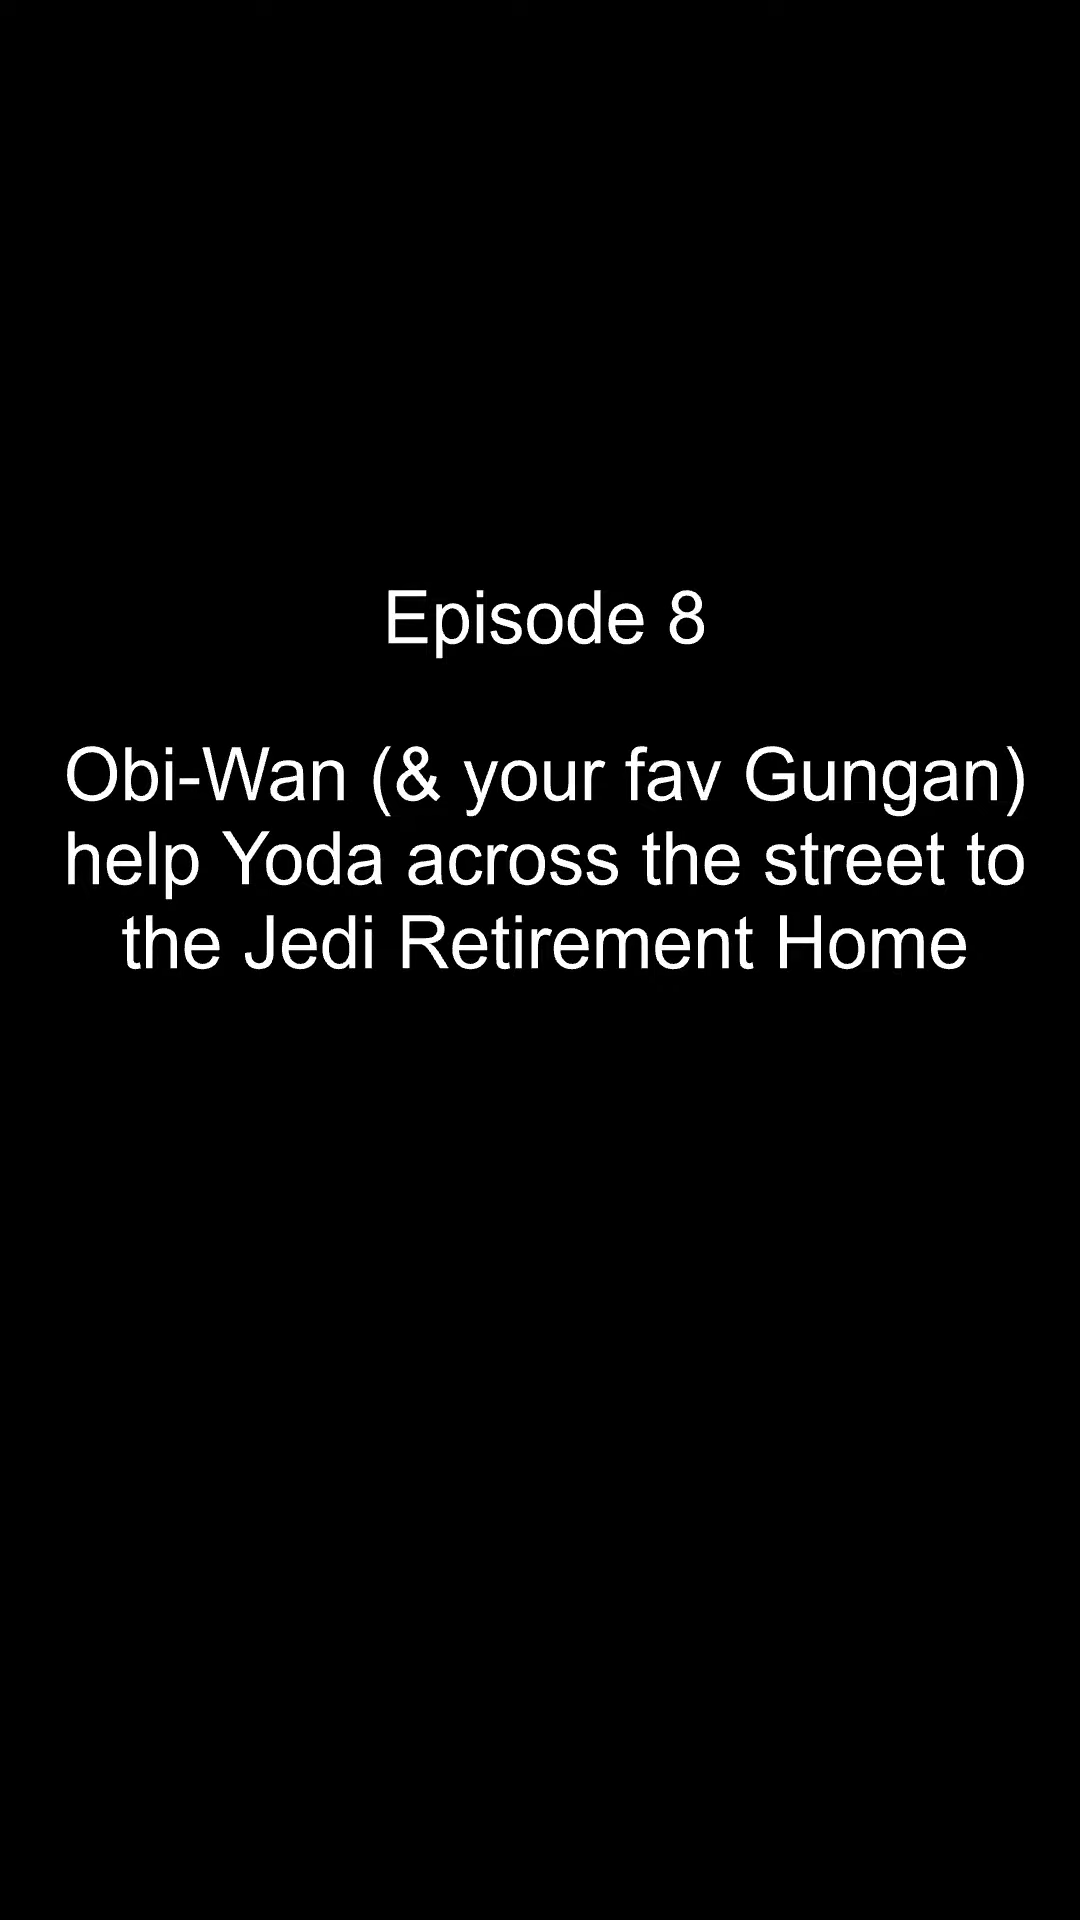 Episode 8
Obi-Wan (& your fav Gungan)
help Yoda across the street to
the Jedi Retirement Home